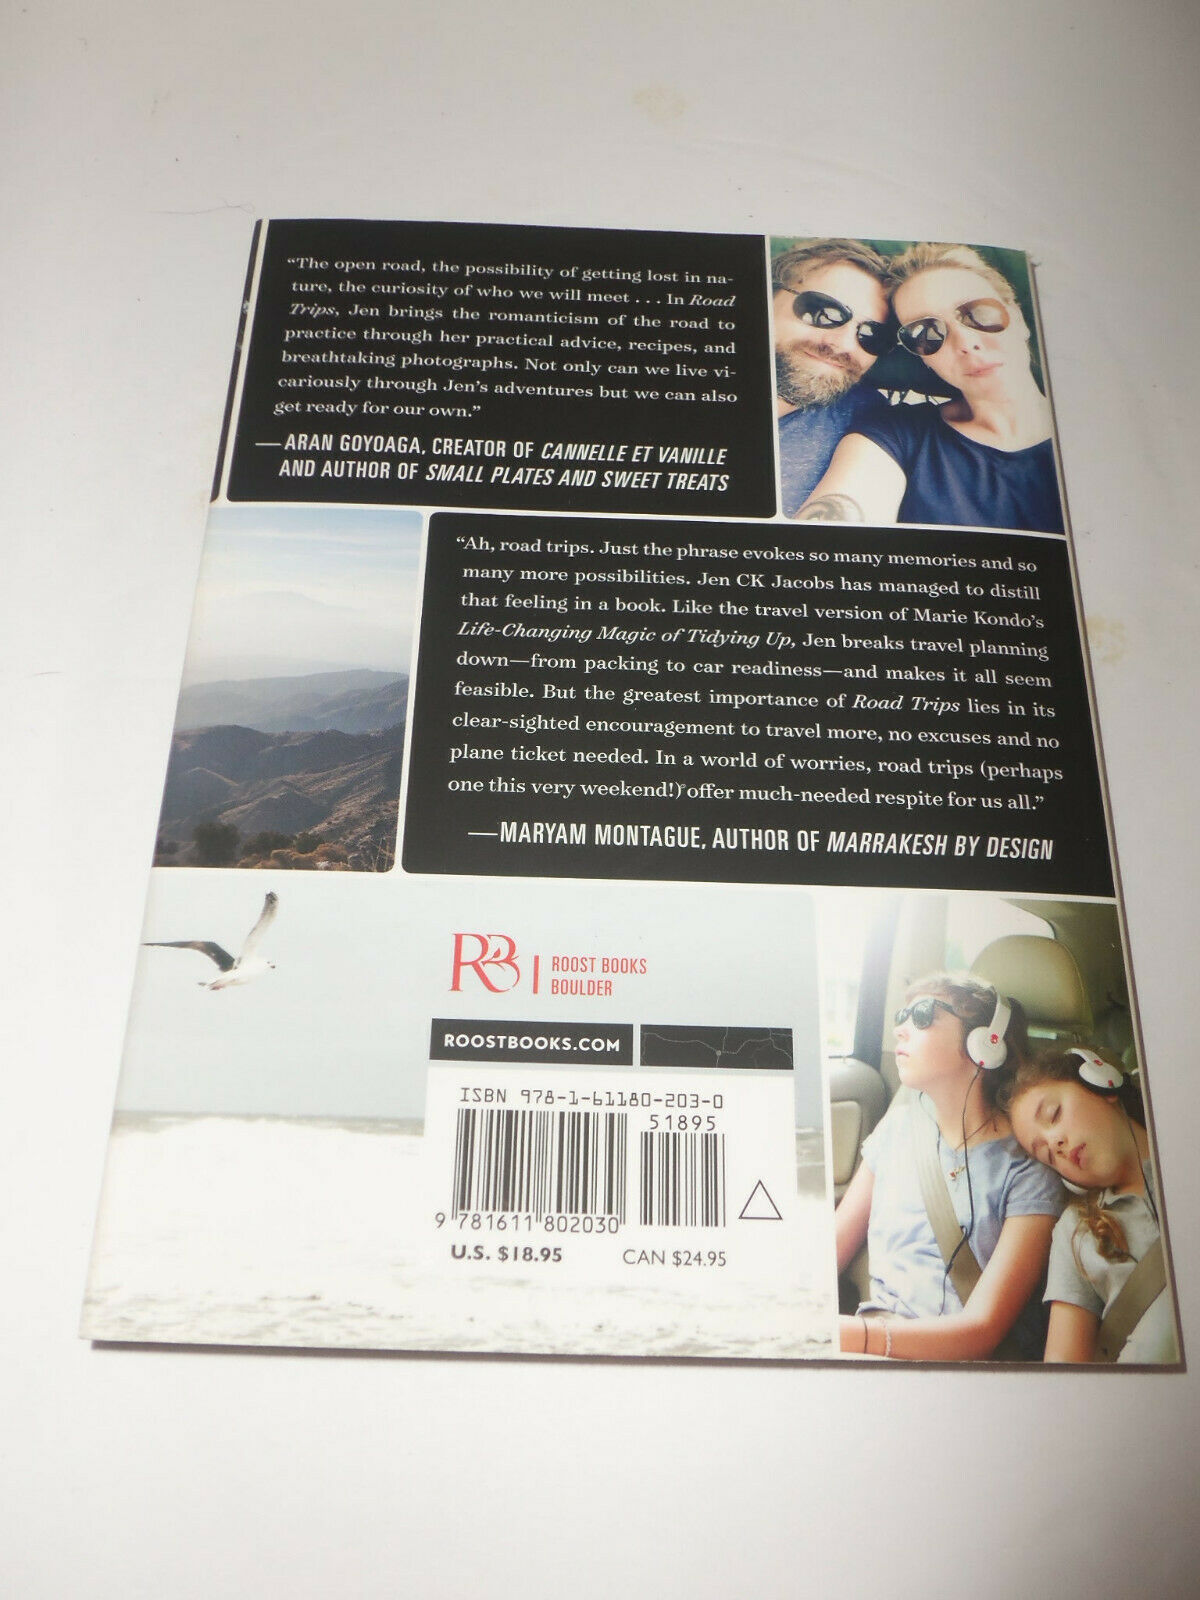 “The open road, the possibility of getting lost in na-
ture, the curiosity of who we will meet . . . In Road
Trips, Jen brings the romanticism of the road to
practice through her practical advice, recipes, and
breathtaking photographs. Not only can we live vi-
cariously through Jen’s adventures but we can also
get ready for our own.”
—ARAN GOYOAGA, CREATOR OF CANNELLE ET VANILLE
AND AUTHOR OF SMALL PLATES AND SWEET TREATS
“Ah, road trips. Just the phrase evokes so many memories and so
many more possibilities. Jen CK Jacobs has managed to distill
that feeling in a book. Like the travel version of Marie Kondo’s
Life-Changing Magic of Tidying Up, Jen breaks travel planning
down—from packing to car readiness—and makes it all seem
feasible. But the greatest importance of Road Trips lies in its
clear-sighted encouragement to travel more, no excuses and no
plane ticket needed. In a world of worries, road trips (perhaps
one this very weekend!) offer much-needed respite for us all.”
—MARYAM MONTAGUE, AUTHOR OF MARRAKESH BY DESIGN
RB
ROOST BOOKS
BOULDER
ROOSTBOOKS.COM
ISBN 978-1-61180-203-0
51895
9 781611 802030
U.S. $18.95 CAN $24.95